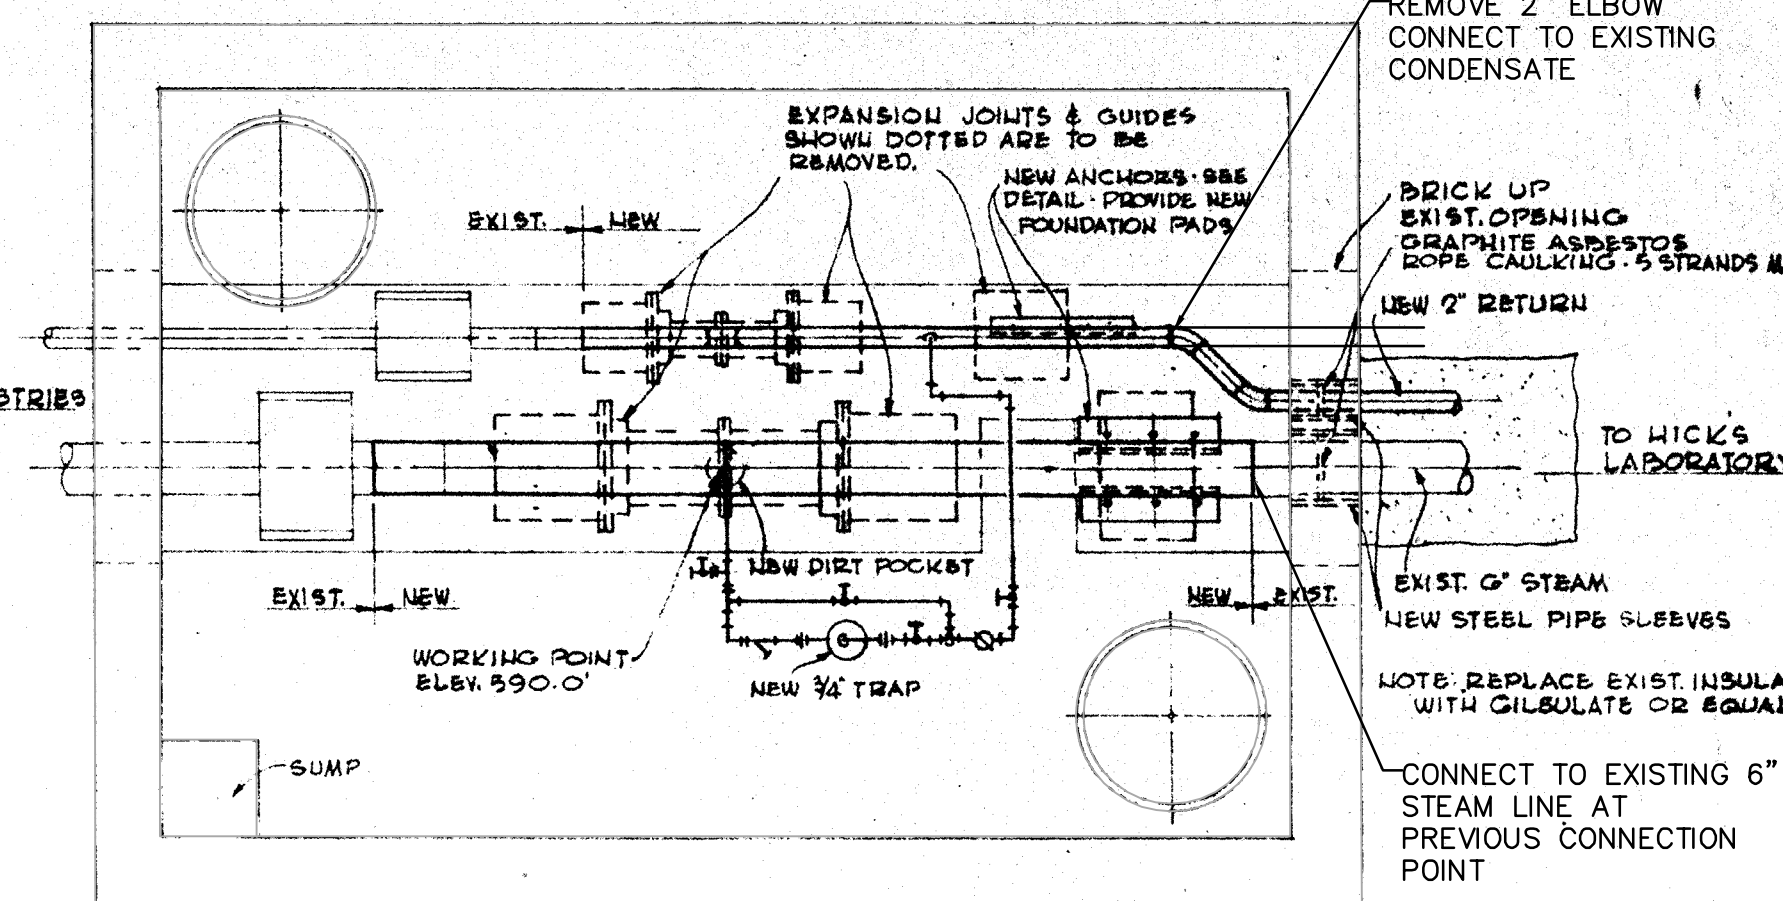 REMOVE 2" ELBOW
CONNECT TO EXISTING
CONDENSATE
EXPANSION JOINTS & GUIDES
SHOWN DOTTED ARE TO BE
REMOVED.
NEW ANCHORS · SEE
DETAIL · PROVIDE NEW
FOUNDATION PADS
EXIST. NEW
BRICK UP
EXIST. OPENING
GRAPHITE ASBESTOS
ROPE CAULKING · 5 STRANDS
NEW 2" RETURN
TO HICKS
LABORATORY
NEW DIRT POCKET
EXIST. NEW
NEW EXIST.
EXIST. 6" STEAM
NEW STEEL PIPE SLEEVES
WORKING POINT
ELEV. 590.0'
NEW 3/4" TRAP
NOTE: REPLACE EXIST. INSULA
WITH GILSULATE OR EQUAL
SUMP
CONNECT TO EXISTING 6"
STEAM LINE AT
PREVIOUS CONNECTION
POINT